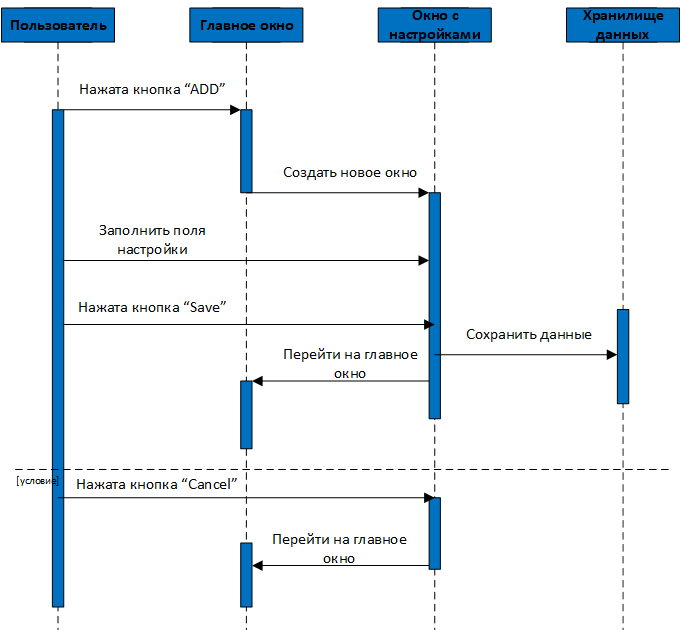 Пользователь
Главное окно
Окно с
настройками
Хранилище
данных
Нажата кнопка “ADD”
Создать новое окно
Заполнить поля
настройки
Нажата кнопка “Save”
Сохранить данные
Перейти на главное
окно
[условие]
Нажата кнопка “Cancel”
Перейти на главное
окно